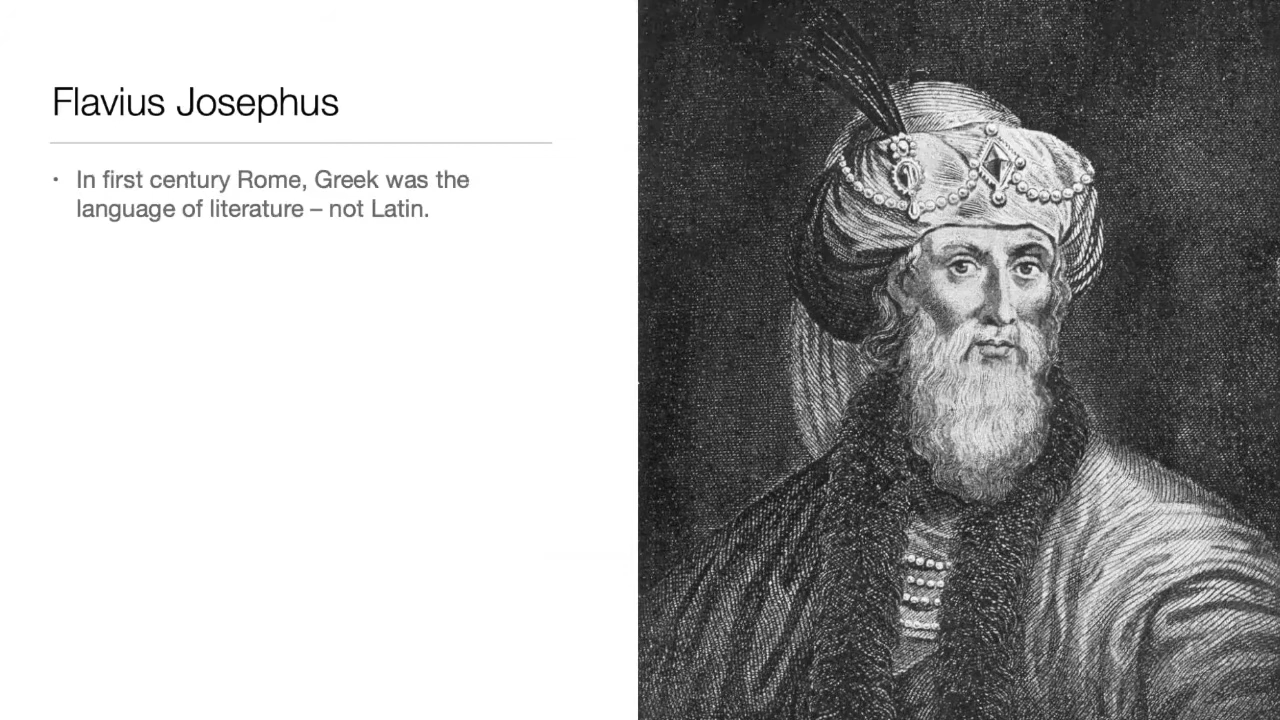 Flavius Josephus
• In first century Rome, Greek was the
language of literature – not Latin.